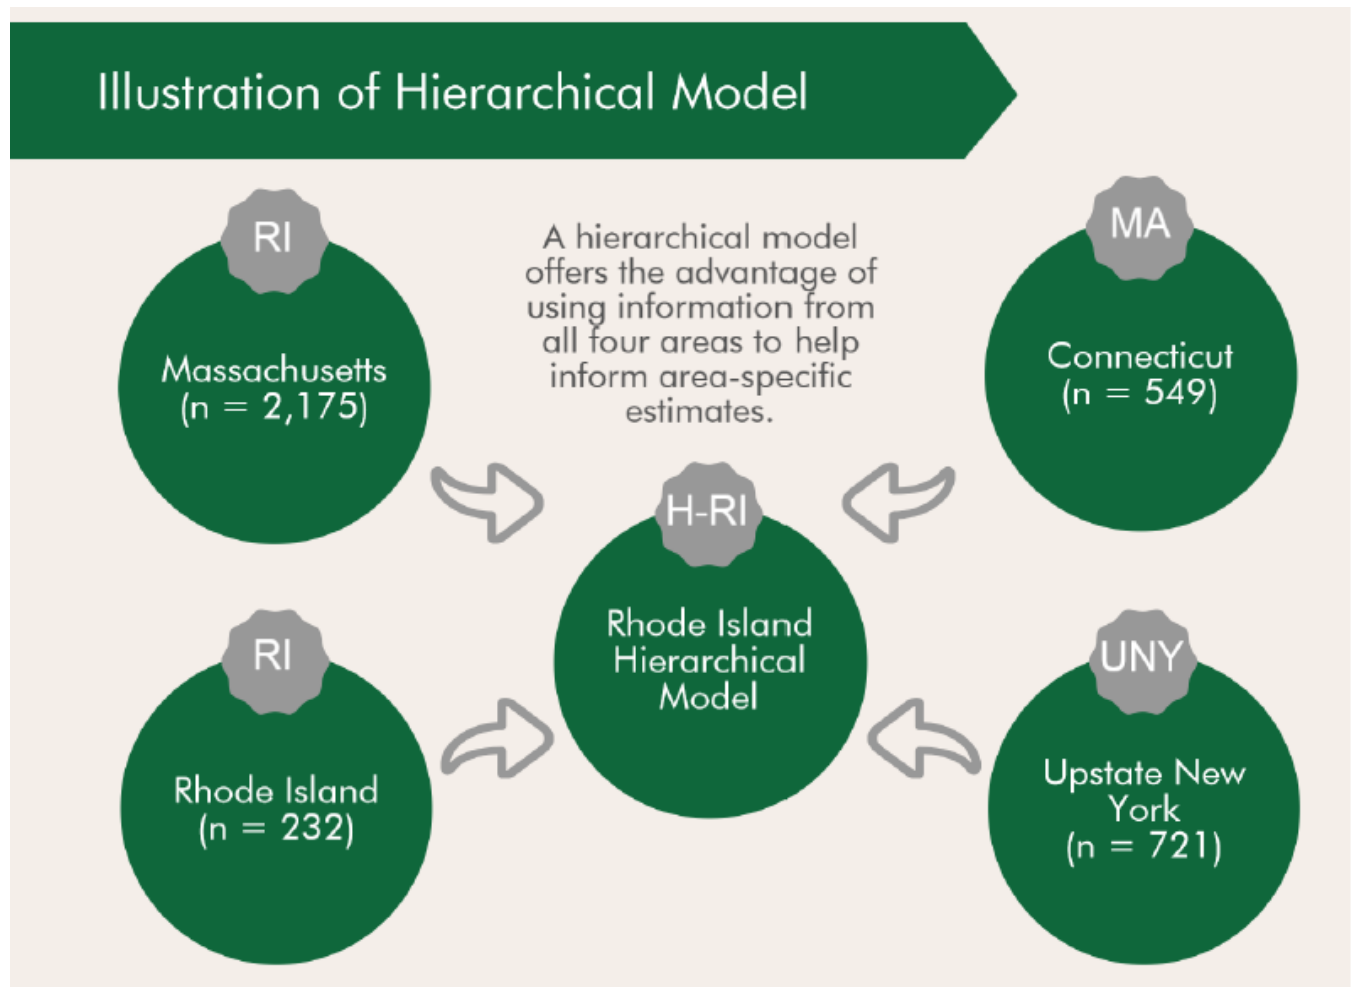 Illustration of Hierarchical Model
RI
Massachusetts
(n = 2,175)
A hierarchical model
offers the advantage of
using information from
all four areas to help
inform area-specific
estimates.
MA
Connecticut
(n = 549)
H-RI
Rhode Island
Hierarchical
Model
RI
Rhode Island
(n = 232)
UNY
Upstate New
York
(n = 721)